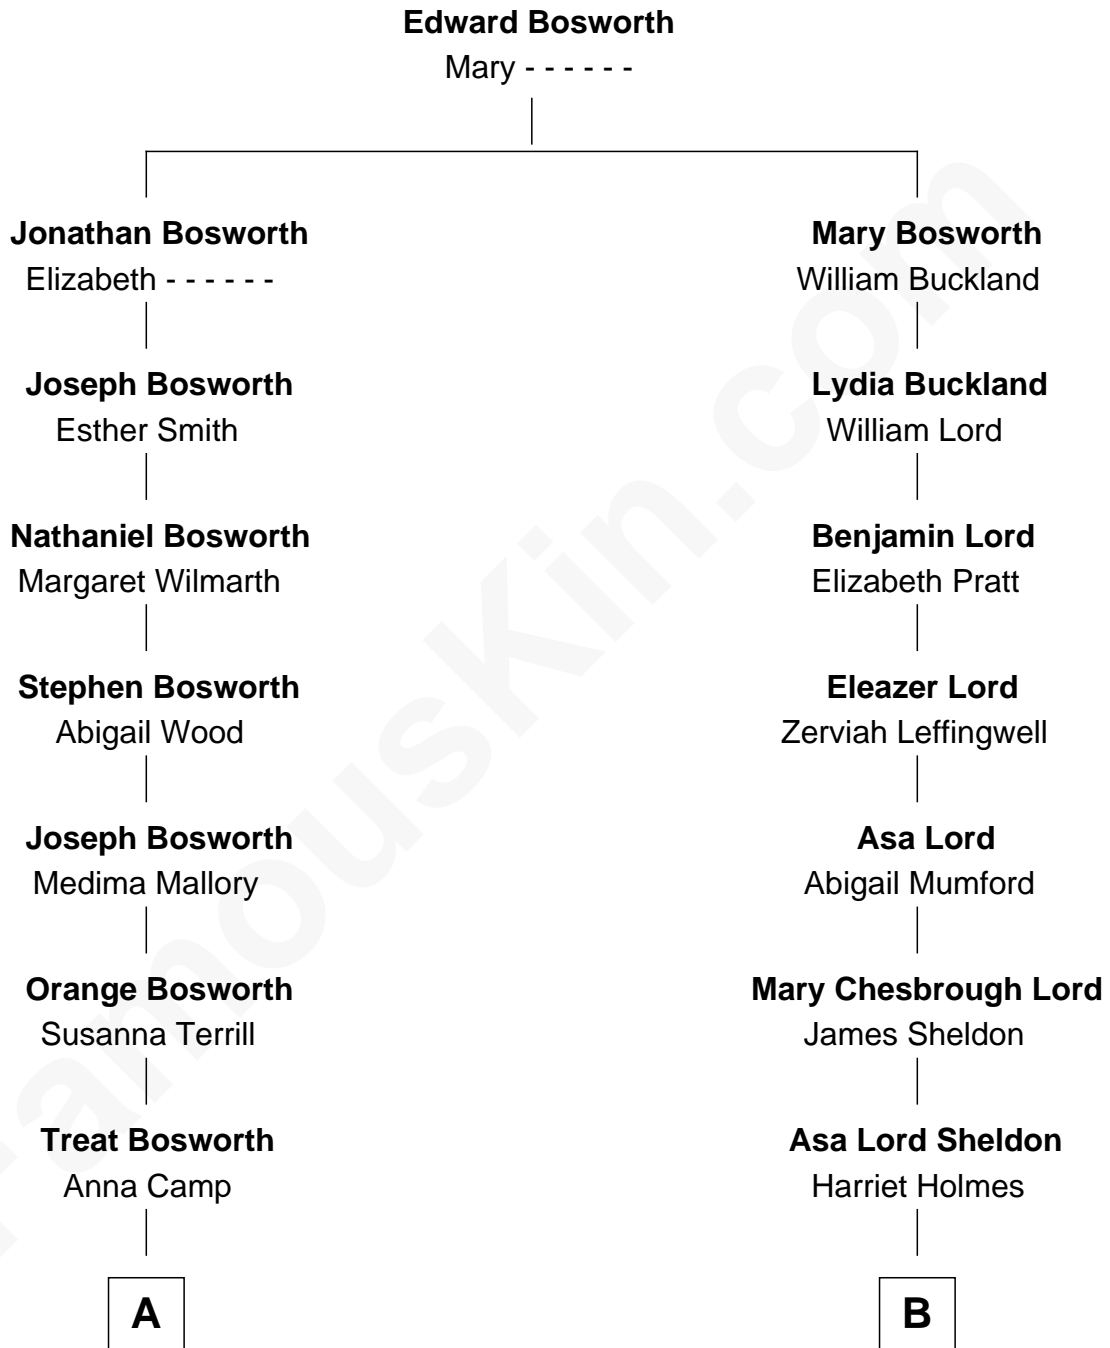 Edward Bosworth
Mary - - - - - -
Jonathan Bosworth
Elizabeth - - - - - -
Mary Bosworth
William Buckland
Joseph Bosworth
Esther Smith
Lydia Buckland
William Lord
Nathaniel Bosworth
Margaret Wilmarth
Benjamin Lord
Elizabeth Pratt
Stephen Bosworth
Abigail Wood
Eleazer Lord
Zerviah Leffingwell
Joseph Bosworth
Medima Mallory
Asa Lord
Abigail Mumford
Orange Bosworth
Susanna Terrill
Mary Chesbrough Lord
James Sheldon
Treat Bosworth
Anna Camp
Asa Lord Sheldon
Harriet Holmes
A
B
FamousKin.com